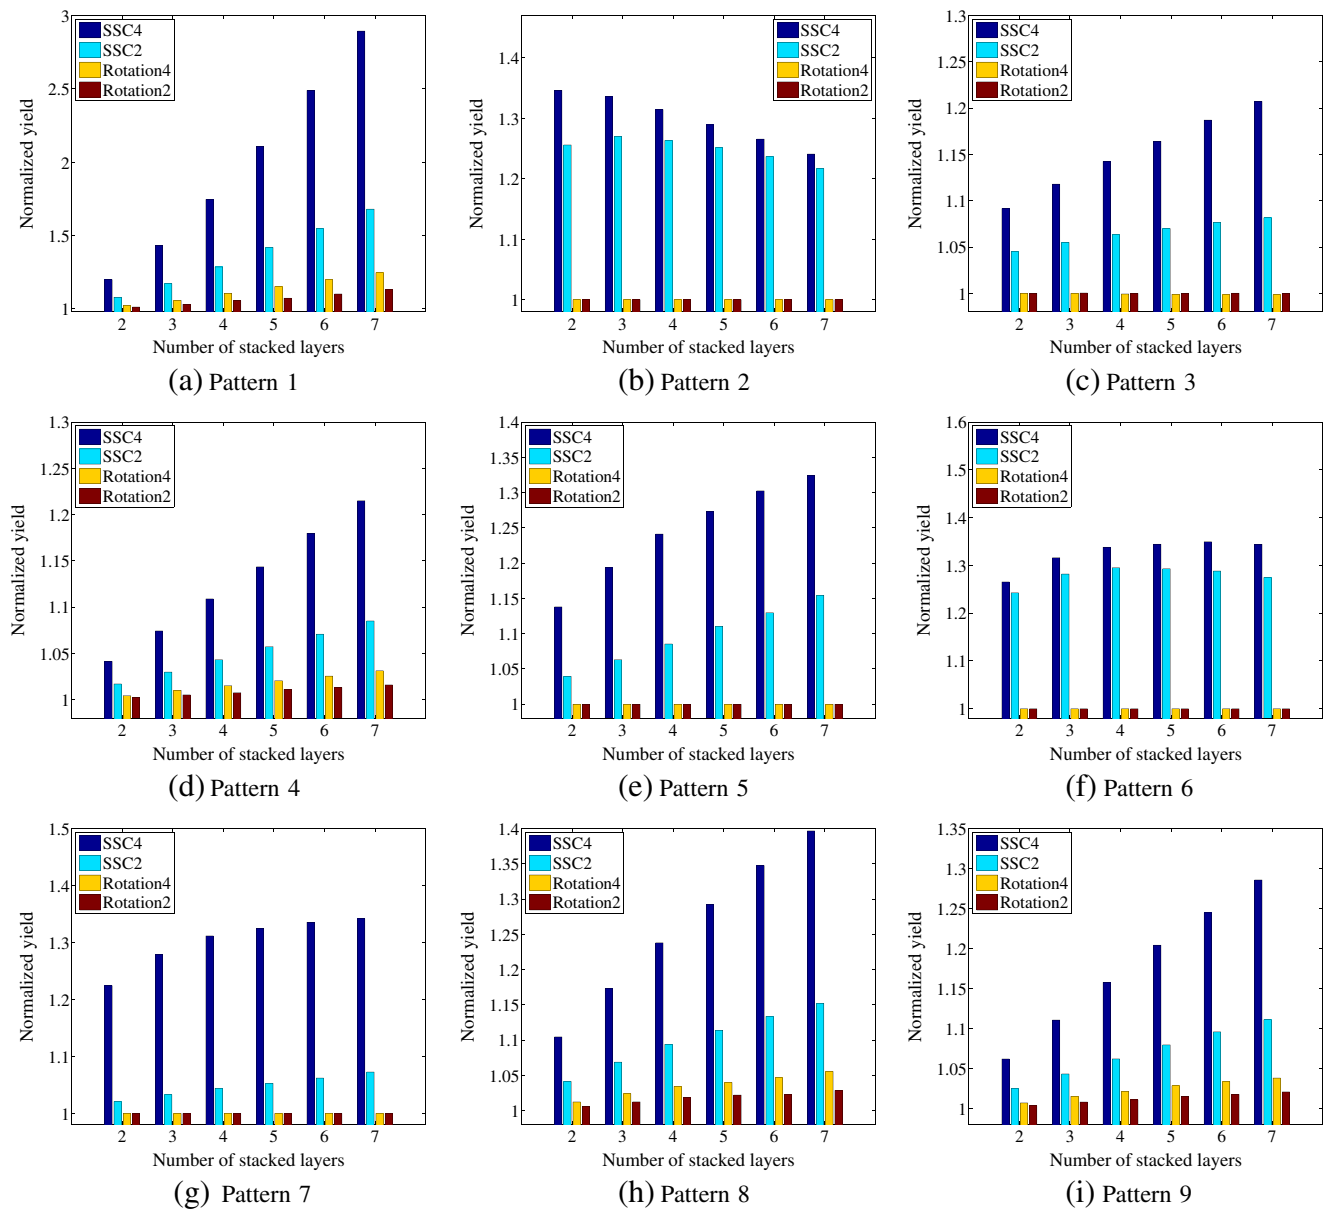 3
2.5
2
1.5
1
Normalized yield
SSC4
SSC2
Rotation4
Rotation2
2 3 4 5 6 7
Number of stacked layers
(a) Pattern 1
1.4
1.3
1.2
1.1
1
Normalized yield
SSC4
SSC2
Rotation4
Rotation2
2 3 4 5 6 7
Number of stacked layers
(b) Pattern 2
1.3
1.25
1.2
1.15
1.1
1.05
1
Normalized yield
SSC4
SSC2
Rotation4
Rotation2
2 3 4 5 6 7
Number of stacked layers
(c) Pattern 3
1.3
1.25
1.2
1.15
1.1
1.05
1
Normalized yield
SSC4
SSC2
Rotation4
Rotation2
2 3 4 5 6 7
Number of stacked layers
(d) Pattern 4
1.4
1.35
1.3
1.25
1.2
1.15
1.1
1.05
1
Normalized yield
SSC4
SSC2
Rotation4
Rotation2
2 3 4 5 6 7
Number of stacked layers
(e) Pattern 5
1.6
1.5
1.4
1.3
1.2
1.1
1
Normalized yield
SSC4
SSC2
Rotation4
Rotation2
2 3 4 5 6 7
Number of stacked layers
(f) Pattern 6
1.5
1.4
1.3
1.2
1.1
1
Normalized yield
SSC4
SSC2
Rotation4
Rotation2
2 3 4 5 6 7
Number of stacked layers
(g) Pattern 7
1.4
1.35
1.3
1.25
1.2
1.15
1.1
1.05
1
Normalized yield
SSC4
SSC2
Rotation4
Rotation2
2 3 4 5 6 7
Number of stacked layers
(h) Pattern 8
1.35
1.3
1.25
1.2
1.15
1.1
1.05
1
Normalized yield
SSC4
SSC2
Rotation4
Rotation2
2 3 4 5 6 7
Number of stacked layers
(i) Pattern 9